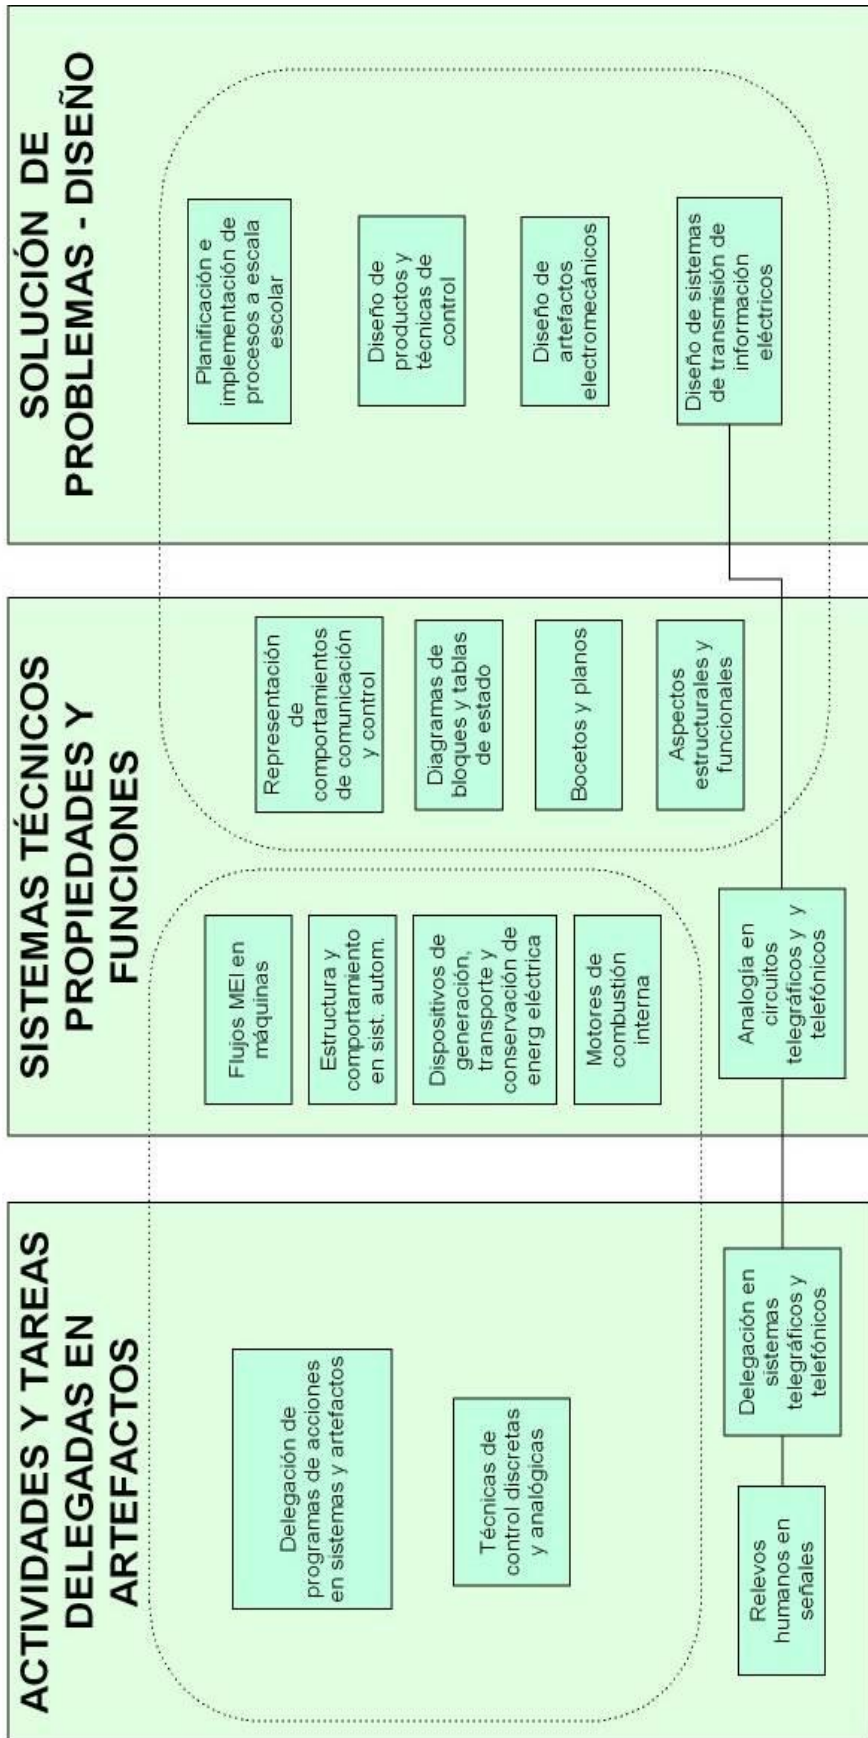 ACTIVIDADES Y TAREAS
DELEGADAS EN
ARTEFACTOS
Delegación de
programas de acciones
en sistemas y artefactos
Técnicas de
control discretas
y analógicas
Relevos
humanos en
señales
Delegación en
sistemas
telegráficos y
telefónicos
SISTEMAS TÉCNICOS
PROPIEDADES Y
FUNCIONES
Flujos MEI en
máquinas
Estructura y
comportamiento
en sist. autom.
Dispositivos de
generación,
transporte y
conservación de
energ eléctrica
Motores de
combustión
interna
Analogía en
circuitos
telegráficos y y
telefónicos
Representación
de
comportamientos
de comunicación
y control
Diagramas de
bloques y tablas
de estado
Bocetos y planos
Aspectos
estructurales y
funcionales
SOLUCIÓN DE
PROBLEMAS - DISEÑO
Planificación e
implementación de
procesos a escala
escolar
Diseño de
productos y
técnicas de
control
Diseño de
artefactos
electromecánicos
Diseño de sistemas
de transmisión de
información
eléctricos